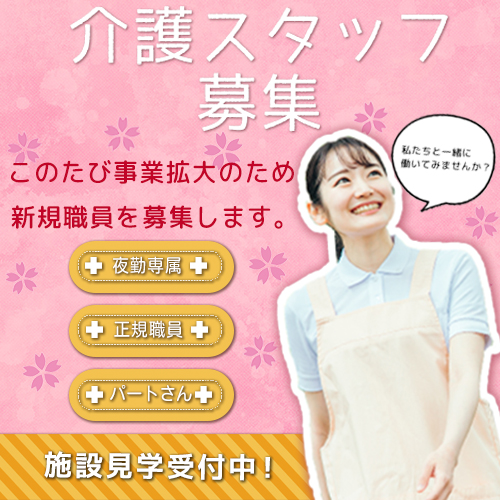 介護スタッフ
募集
私たちと一緒に
働いてみませんか？
このたび事業拡大のため
新規職員を募集します。
夜勤専属
正規職員
パートさん
施設見学受付中！